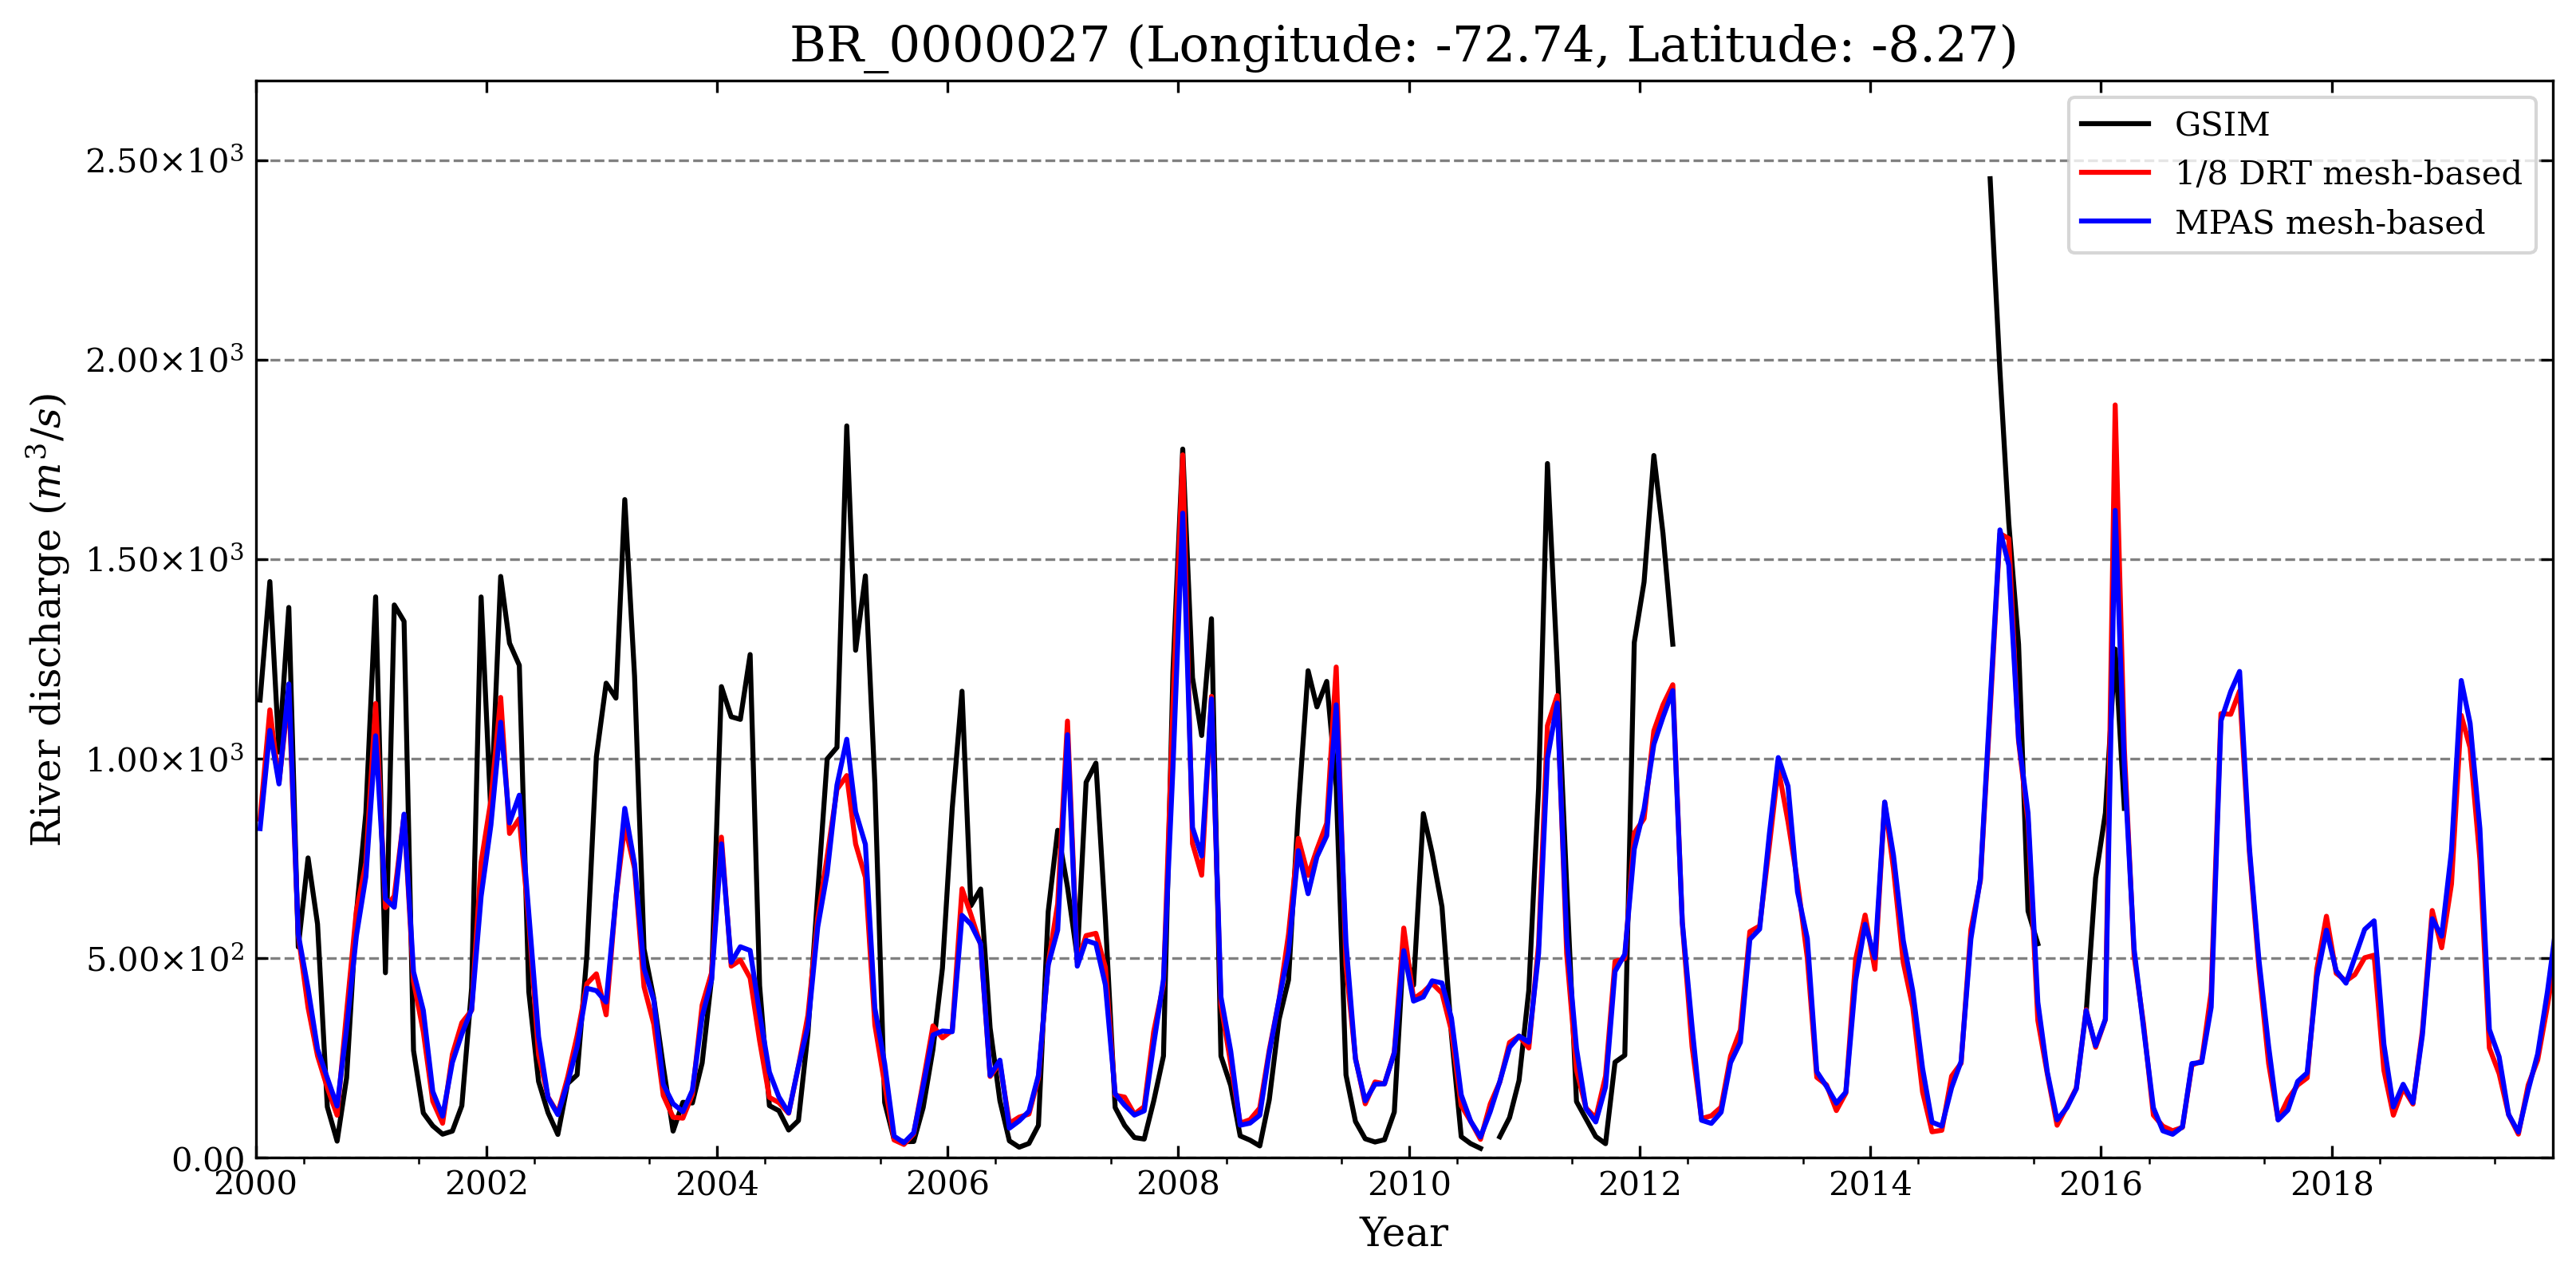 BR_0000027 (Longitude: -72.74, Latitude: -8.27)
GSIM
1/8 DRT mesh-based
MPAS mesh-based
River discharge (m³/s)
2.50×10³
2.00×10³
1.50×10³
1.00×10³
5.00×10²
0.00
2000 2002 2004 2006 2008 2010 2012 2014 2016 2018
Year